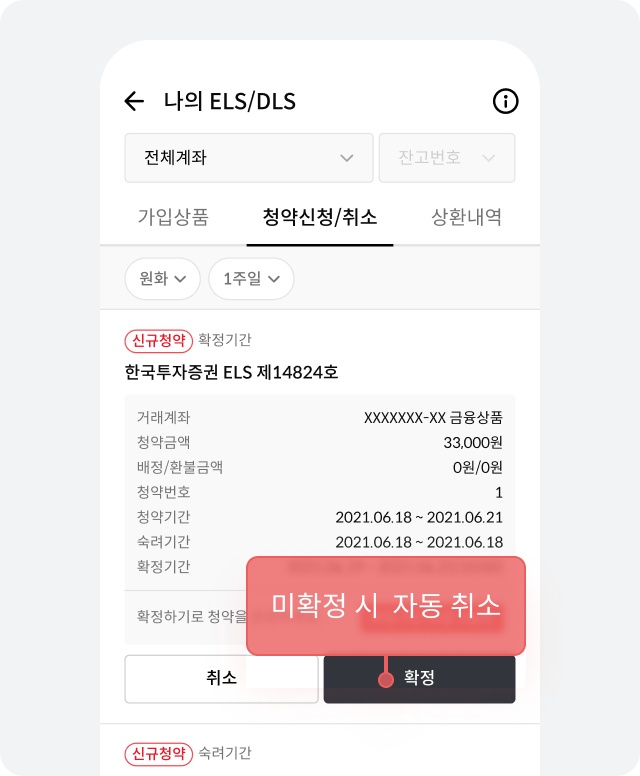 나의 ELS/DLS
전체계좌 잔고번호
가입상품 청약신청/취소 상환내역
원화 1주일
신규청약 확정기간
한국투자증권 ELS 제14824호
거래계좌 XXXXXXX-XX 금융상품
청약금액 33,000원
배정/환불금액 0원/0원
청약번호 1
청약기간 2021.06.18 ~ 2021.06.21
숙려기간 2021.06.18 ~ 2021.06.18
확정기간
확정하기로 청약을
미확정 시 자동 취소
취소 확정
신규청약 숙려기간